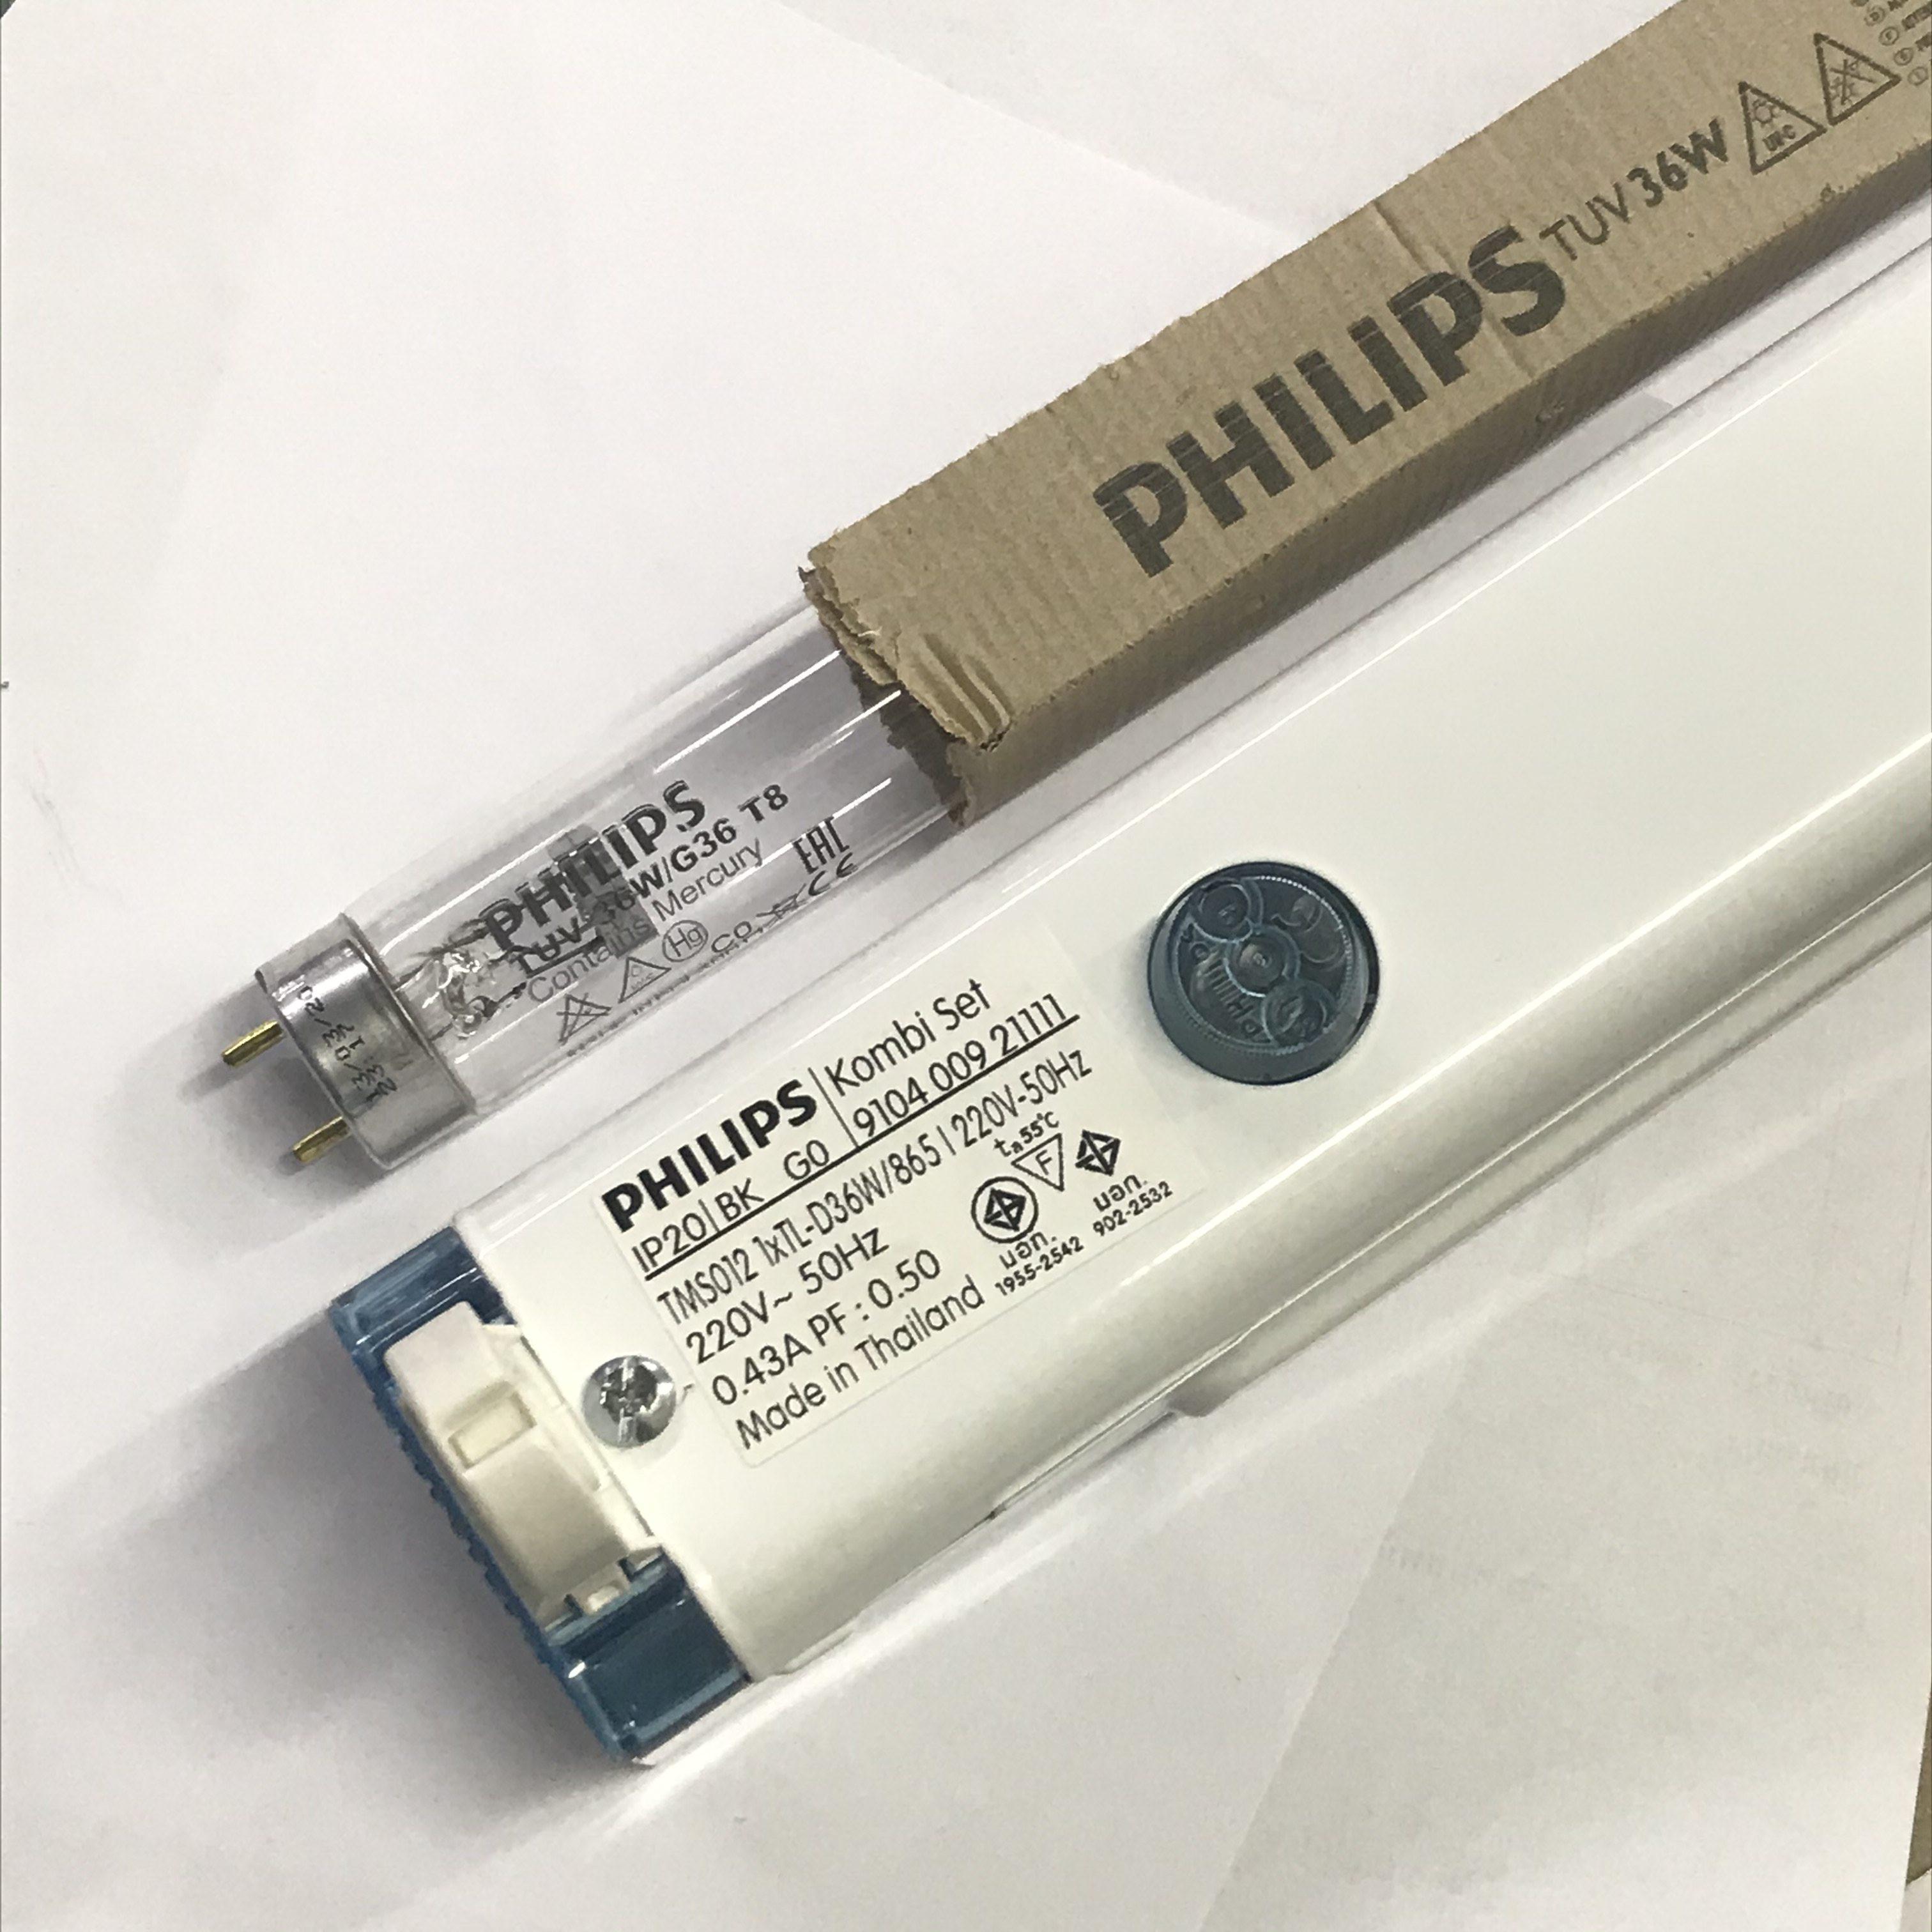 PHILIPS TUV 36W
UV-C
PHILIPS
TUV 36W/G36 T8
Contains Mercury
Hg
EAC
CE
PHILIPS Kombi Set
IP20 BK G0 9104 009 21111
TMS012 1xTL-D36W/865 I 220V-50Hz
220V~ 50Hz
0.43A PF : 0.50
Made in Thailand
ta 55°C
F
มอก.
1955-2542
มอก.
902-2532
PHILIPS